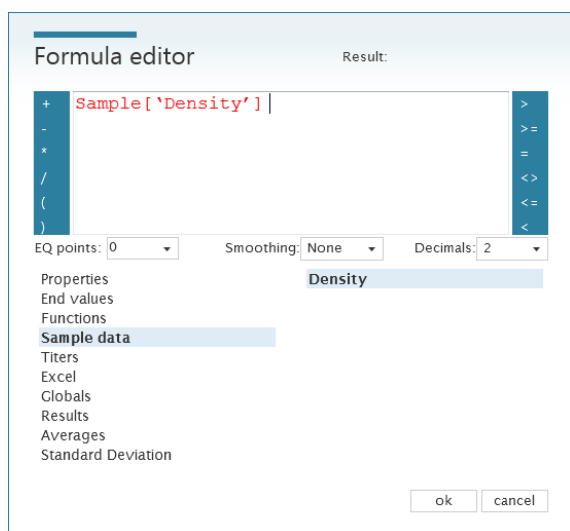 Formula editor Result:
+ Sample[‘Density’] >
- >=
* =
/ <>
( <=
) <
EQ points: 0 Smoothing: None Decimals: 2
Properties Density
End values
Functions
Sample data
Titers
Excel
Globals
Results
Averages
Standard Deviation
ok cancel